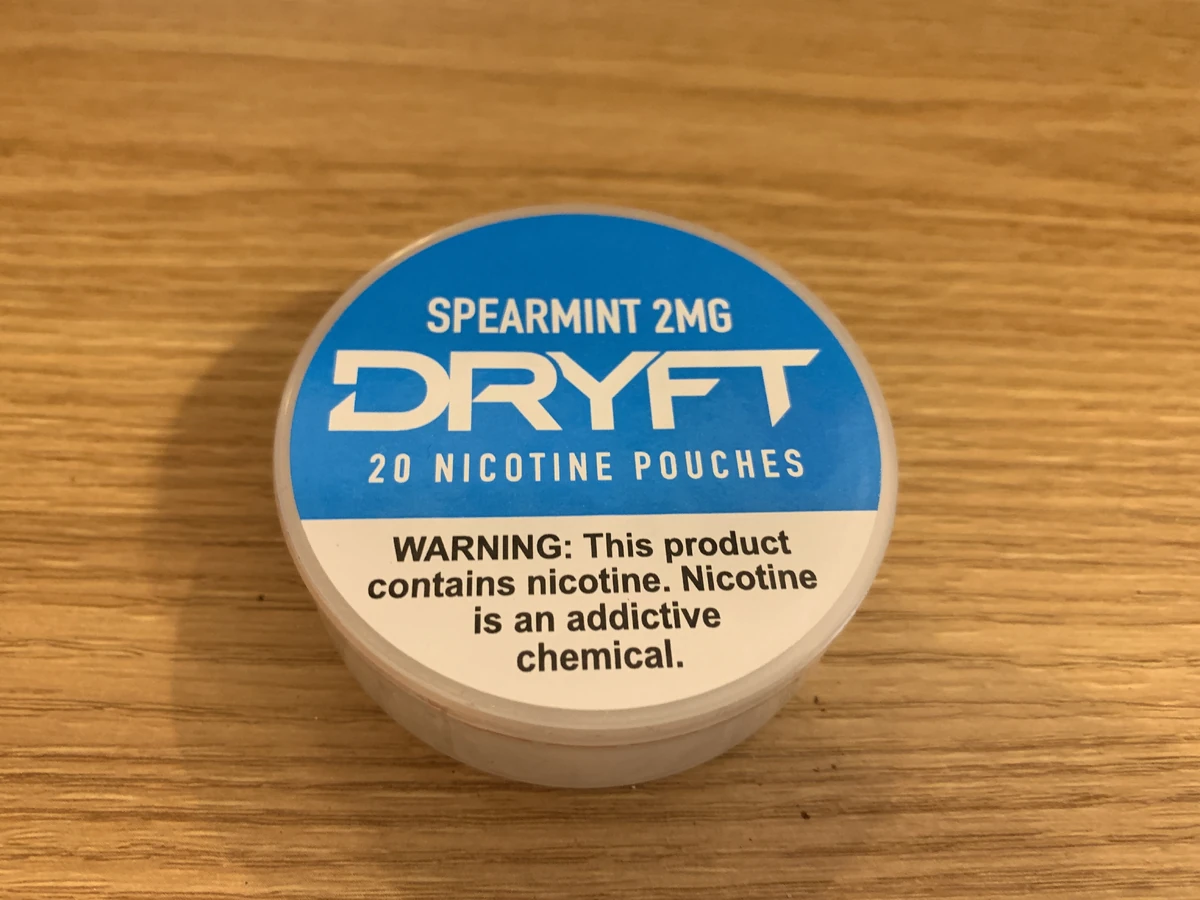 SPEARMINT 2MG
DRYFT
20 NICOTINE POUCHES
WARNING: This product
contains nicotine. Nicotine
is an addictive
chemical.